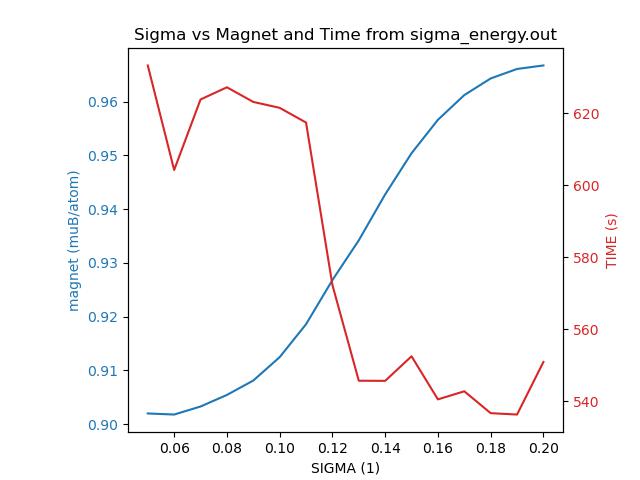 Sigma vs Magnet and Time from sigma_energy.out
magnet (muB/atom)
0.96
0.95
0.94
0.93
0.92
0.91
0.90
620
600
580
560
540
TIME (s)
0.06 0.08 0.10 0.12 0.14 0.16 0.18 0.20
SIGMA (1)